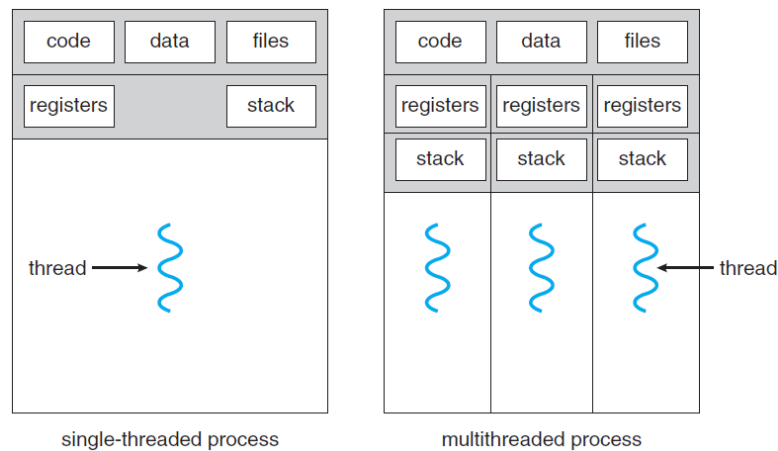 code data files
registers stack
thread
single-threaded process
code data files
registers registers registers
stack stack stack
thread
multithreaded process